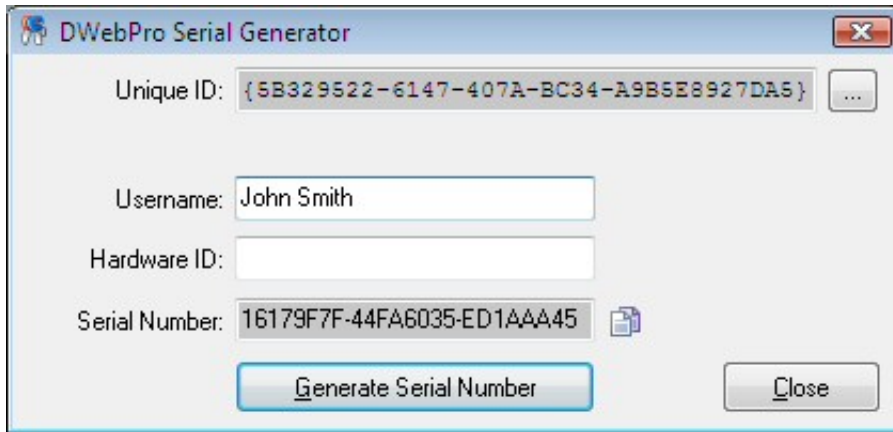 DWebPro Serial Generator
Unique ID: {5B329522-6147-407A-BC34-A9B5E8927DA5} ...
Username: John Smith
Hardware ID:
Serial Number: 16179F7F-44FA6035-ED1AAA45
Generate Serial Number Close